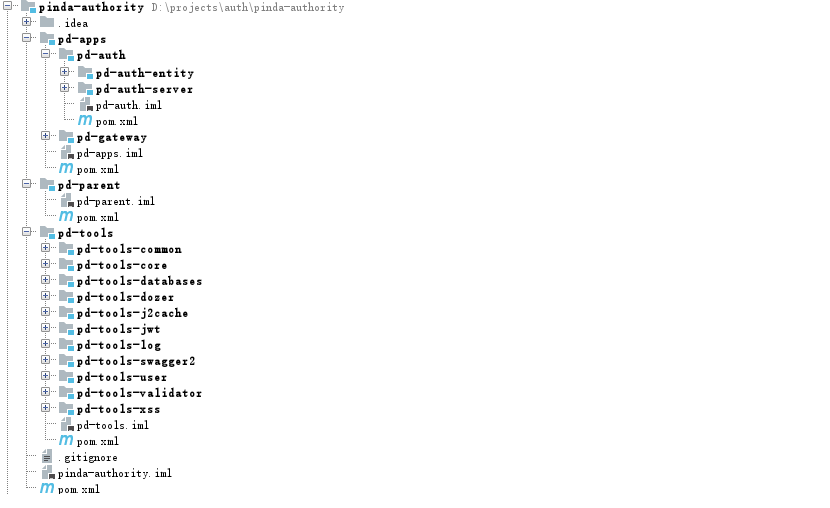 pinda-authority D:\projects\auth\pinda-authority
.idea
pd-apps
pd-auth
pd-auth-entity
pd-auth-server
pd-auth.iml
pom.xml
pd-gateway
pd-apps.iml
pom.xml
pd-parent
pd-parent.iml
pom.xml
pd-tools
pd-tools-common
pd-tools-core
pd-tools-databases
pd-tools-dozer
pd-tools-j2cache
pd-tools-jwt
pd-tools-log
pd-tools-swagger2
pd-tools-user
pd-tools-validator
pd-tools-xss
pd-tools.iml
pom.xml
.gitignore
pinda-authority.iml
pom.xml